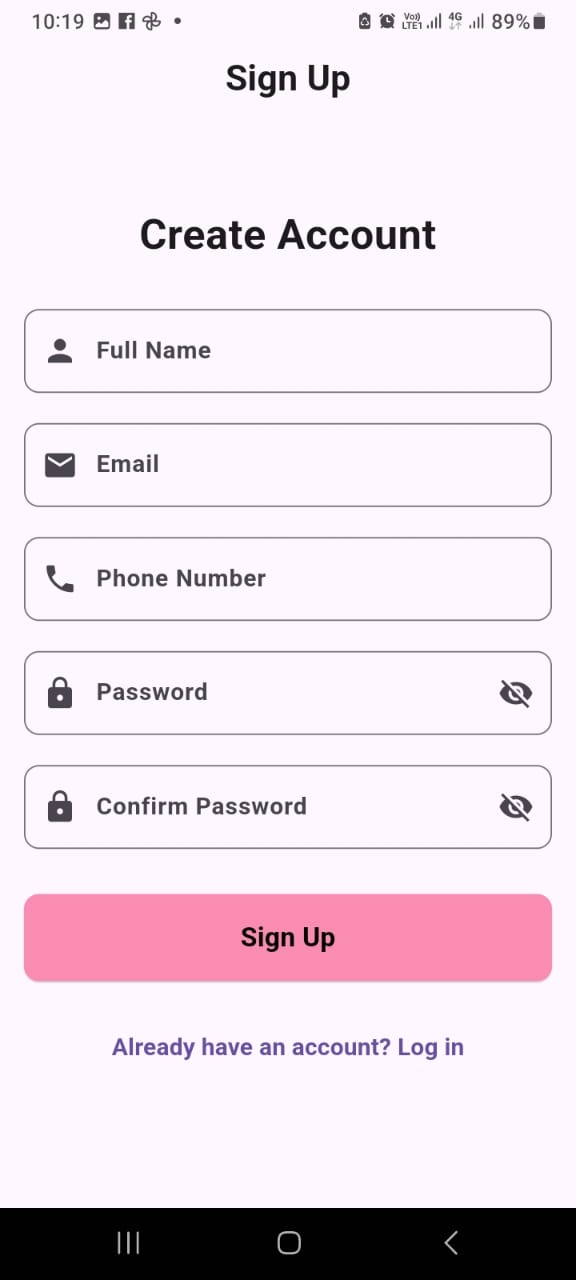 10:19
Vo)) LTE1 4G 89%
Sign Up
Create Account
Full Name
Email
Phone Number
Password
Confirm Password
Sign Up
Already have an account? Log in